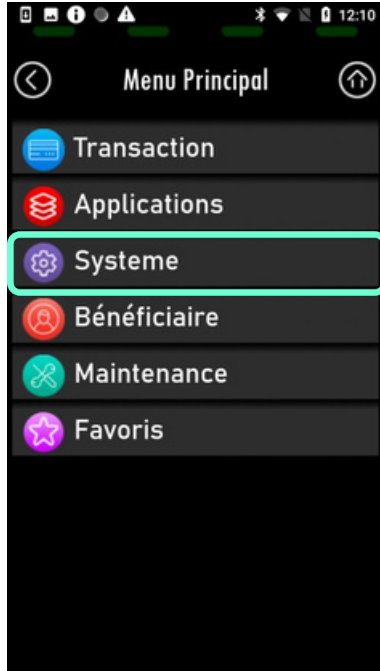 12:10
Menu Principal
Transaction
Applications
Systeme
Bénéficiaire
Maintenance
Favoris